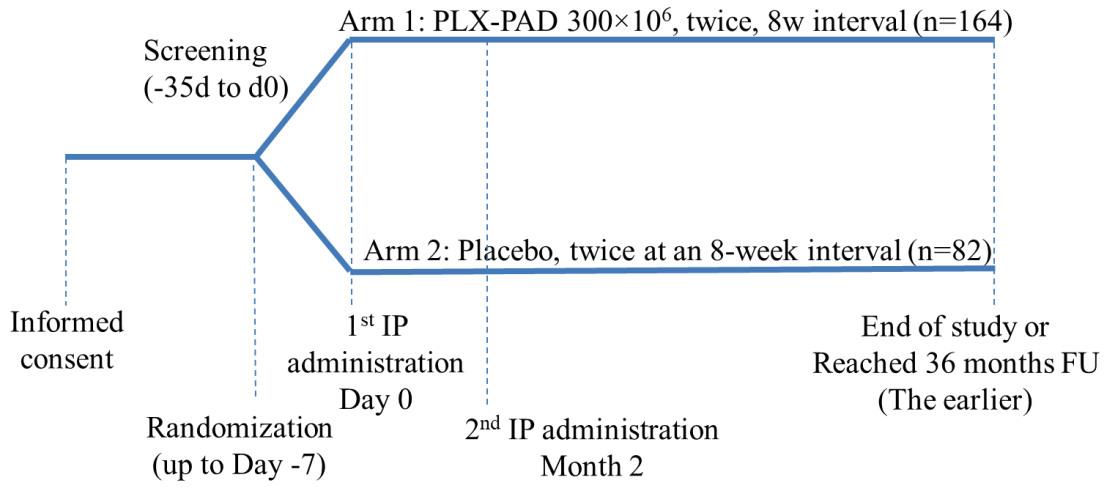 Arm 1: PLX-PAD 300×10⁶, twice, 8w interval (n=164)
Screening
(-35d to d0)
Arm 2: Placebo, twice at an 8-week interval (n=82)
Informed
consent
1st IP
administration
Day 0
End of study or
Reached 36 months FU
(The earlier)
Randomization
(up to Day -7)
2nd IP administration
Month 2